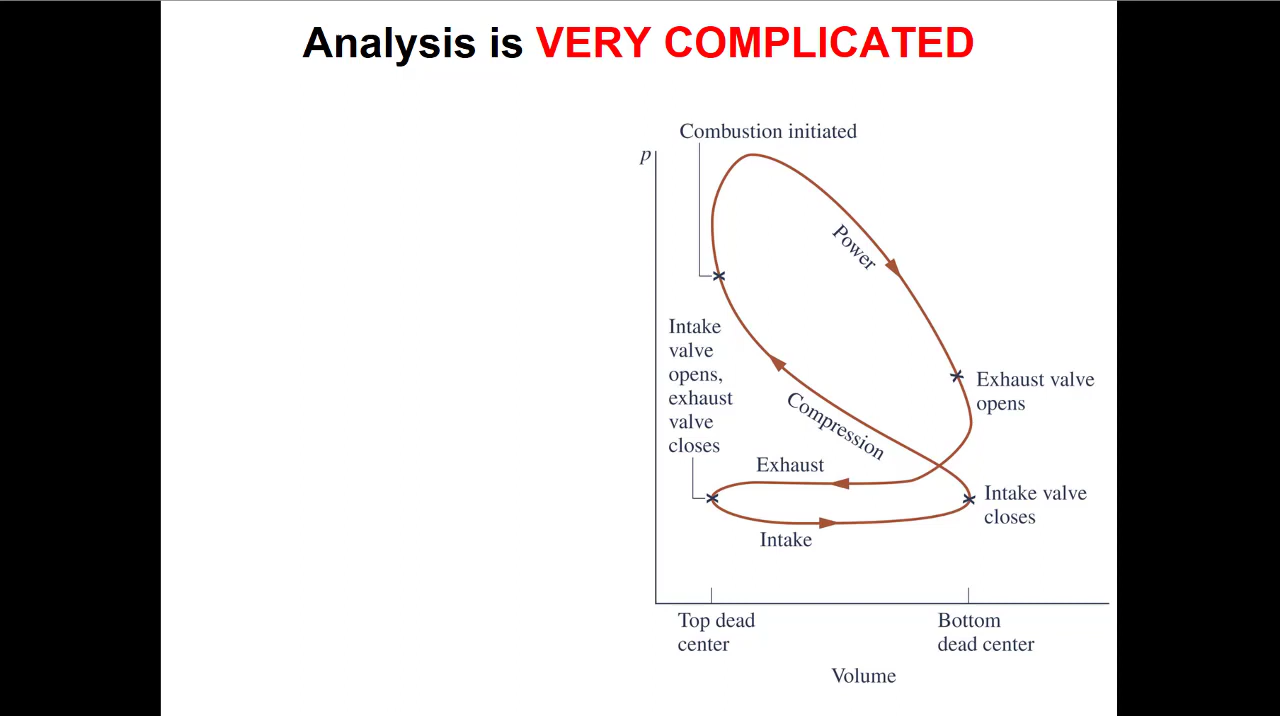 Analysis is VERY COMPLICATED
Combustion initiated
p
Power
Intake
valve
opens,
exhaust
valve
closes
Exhaust valve
opens
Compression
Exhaust
Intake valve
closes
Intake
Top dead
center
Bottom
dead center
Volume